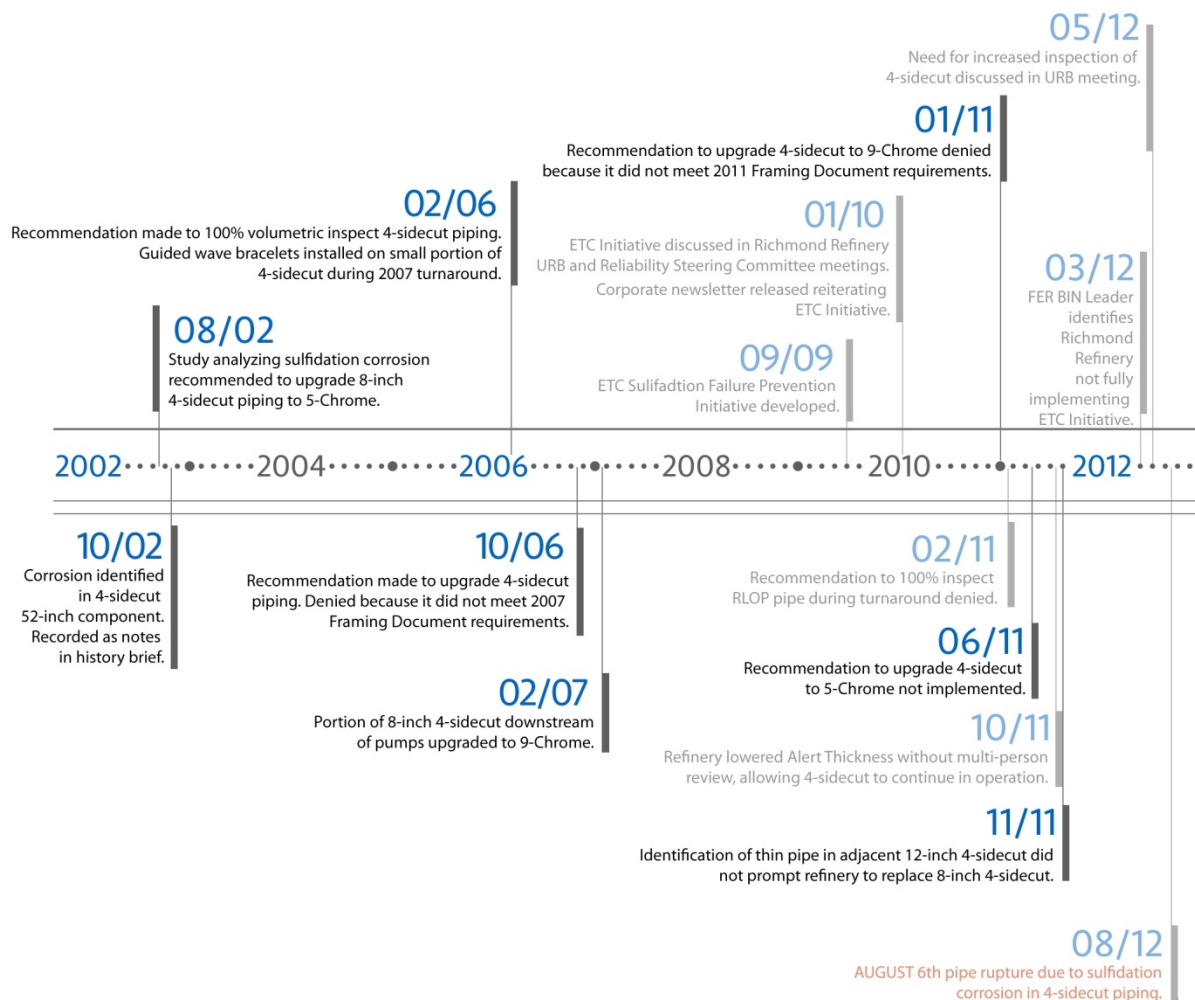 05/12
Need for increased inspection of
4-sidecut discussed in URB meeting.
01/11
Recommendation to upgrade 4-sidecut to 9-Chrome denied
because it did not meet 2011 Framing Document requirements.
02/06
Recommendation made to 100% volumetric inspect 4-sidecut piping.
Guided wave bracelets installed on small portion of
4-sidecut during 2007 turnaround.
01/10
ETC Initiative discussed in Richmond Refinery
URB and Reliability Steering Committee meetings.
Corporate newsletter released reiterating
ETC Initiative.
03/12
FER BIN Leader
identifies
Richmond
Refinery
not fully
implementing
ETC Initiative.
08/02
Study analyzing sulfidation corrosion
recommended to upgrade 8-inch
4-sidecut piping to 5-Chrome.
09/09
ETC Sulifadtion Failure Prevention
Initiative developed.
2002 2004 2006 2008 2010 2012
10/02
Corrosion identified
in 4-sidecut
52-inch component.
Recorded as notes
in history brief.
10/06
Recommendation made to upgrade 4-sidecut
piping. Denied because it did not meet 2007
Framing Document requirements.
02/11
Recommendation to 100% inspect
RLOP pipe during turnaround denied.
06/11
Recommendation to upgrade 4-sidecut
to 5-Chrome not implemented.
02/07
Portion of 8-inch 4-sidecut downstream
of pumps upgraded to 9-Chrome.
10/11
Refinery lowered Alert Thickness without multi-person
review, allowing 4-sidecut to continue in operation.
11/11
Identification of thin pipe in adjacent 12-inch 4-sidecut did
not prompt refinery to replace 8-inch 4-sidecut.
08/12
AUGUST 6th pipe rupture due to sulfidation
corrosion in 4-sidecut piping.